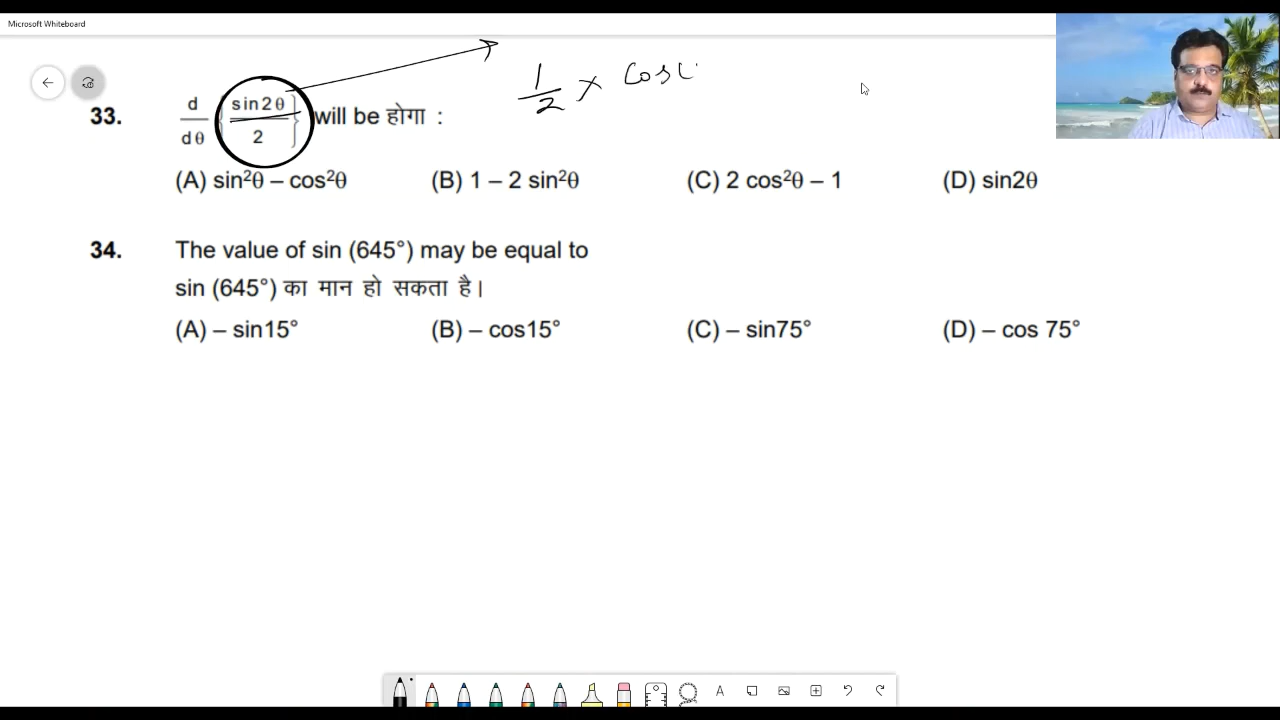 Microsoft Whiteboard
1/2 × cos(
33. d/dθ {sin2θ/2} will be होगा :
(A) sin²θ – cos²θ (B) 1 – 2 sin²θ (C) 2 cos²θ – 1 (D) sin2θ
34. The value of sin (645°) may be equal to
sin (645°) का मान हो सकता है।
(A) – sin15° (B) – cos15° (C) – sin75° (D) – cos 75°
A